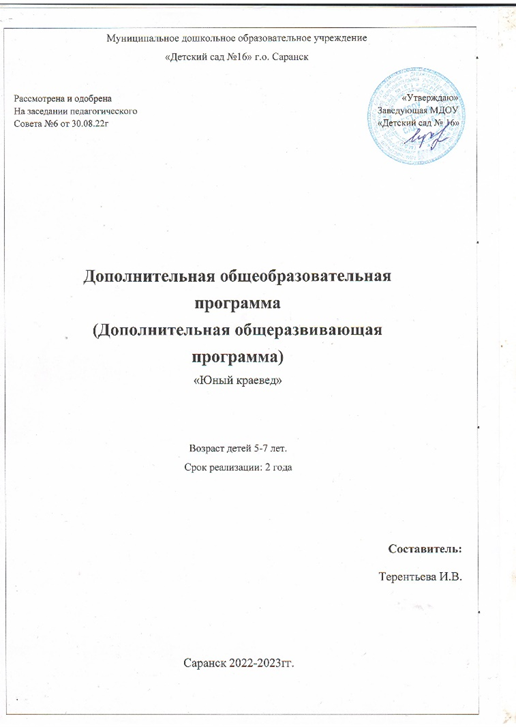 Муниципальное дошкольное образовательное учреждение
«Детский сад №16» г.о. Саранск
Рассмотрена и одобрена
На заседании педагогического
Совета №6 от 30.08.22г
«Утверждаю»
Заведующая МДОУ
«Детский сад № 16»
Дополнительная общеобразовательная
программа
(Дополнительная общеразвивающая
программа)
«Юный краевед»
Возраст детей 5-7 лет.
Срок реализации: 2 года
Составитель:
Терентьева И.В.
Саранск 2022-2023гг.